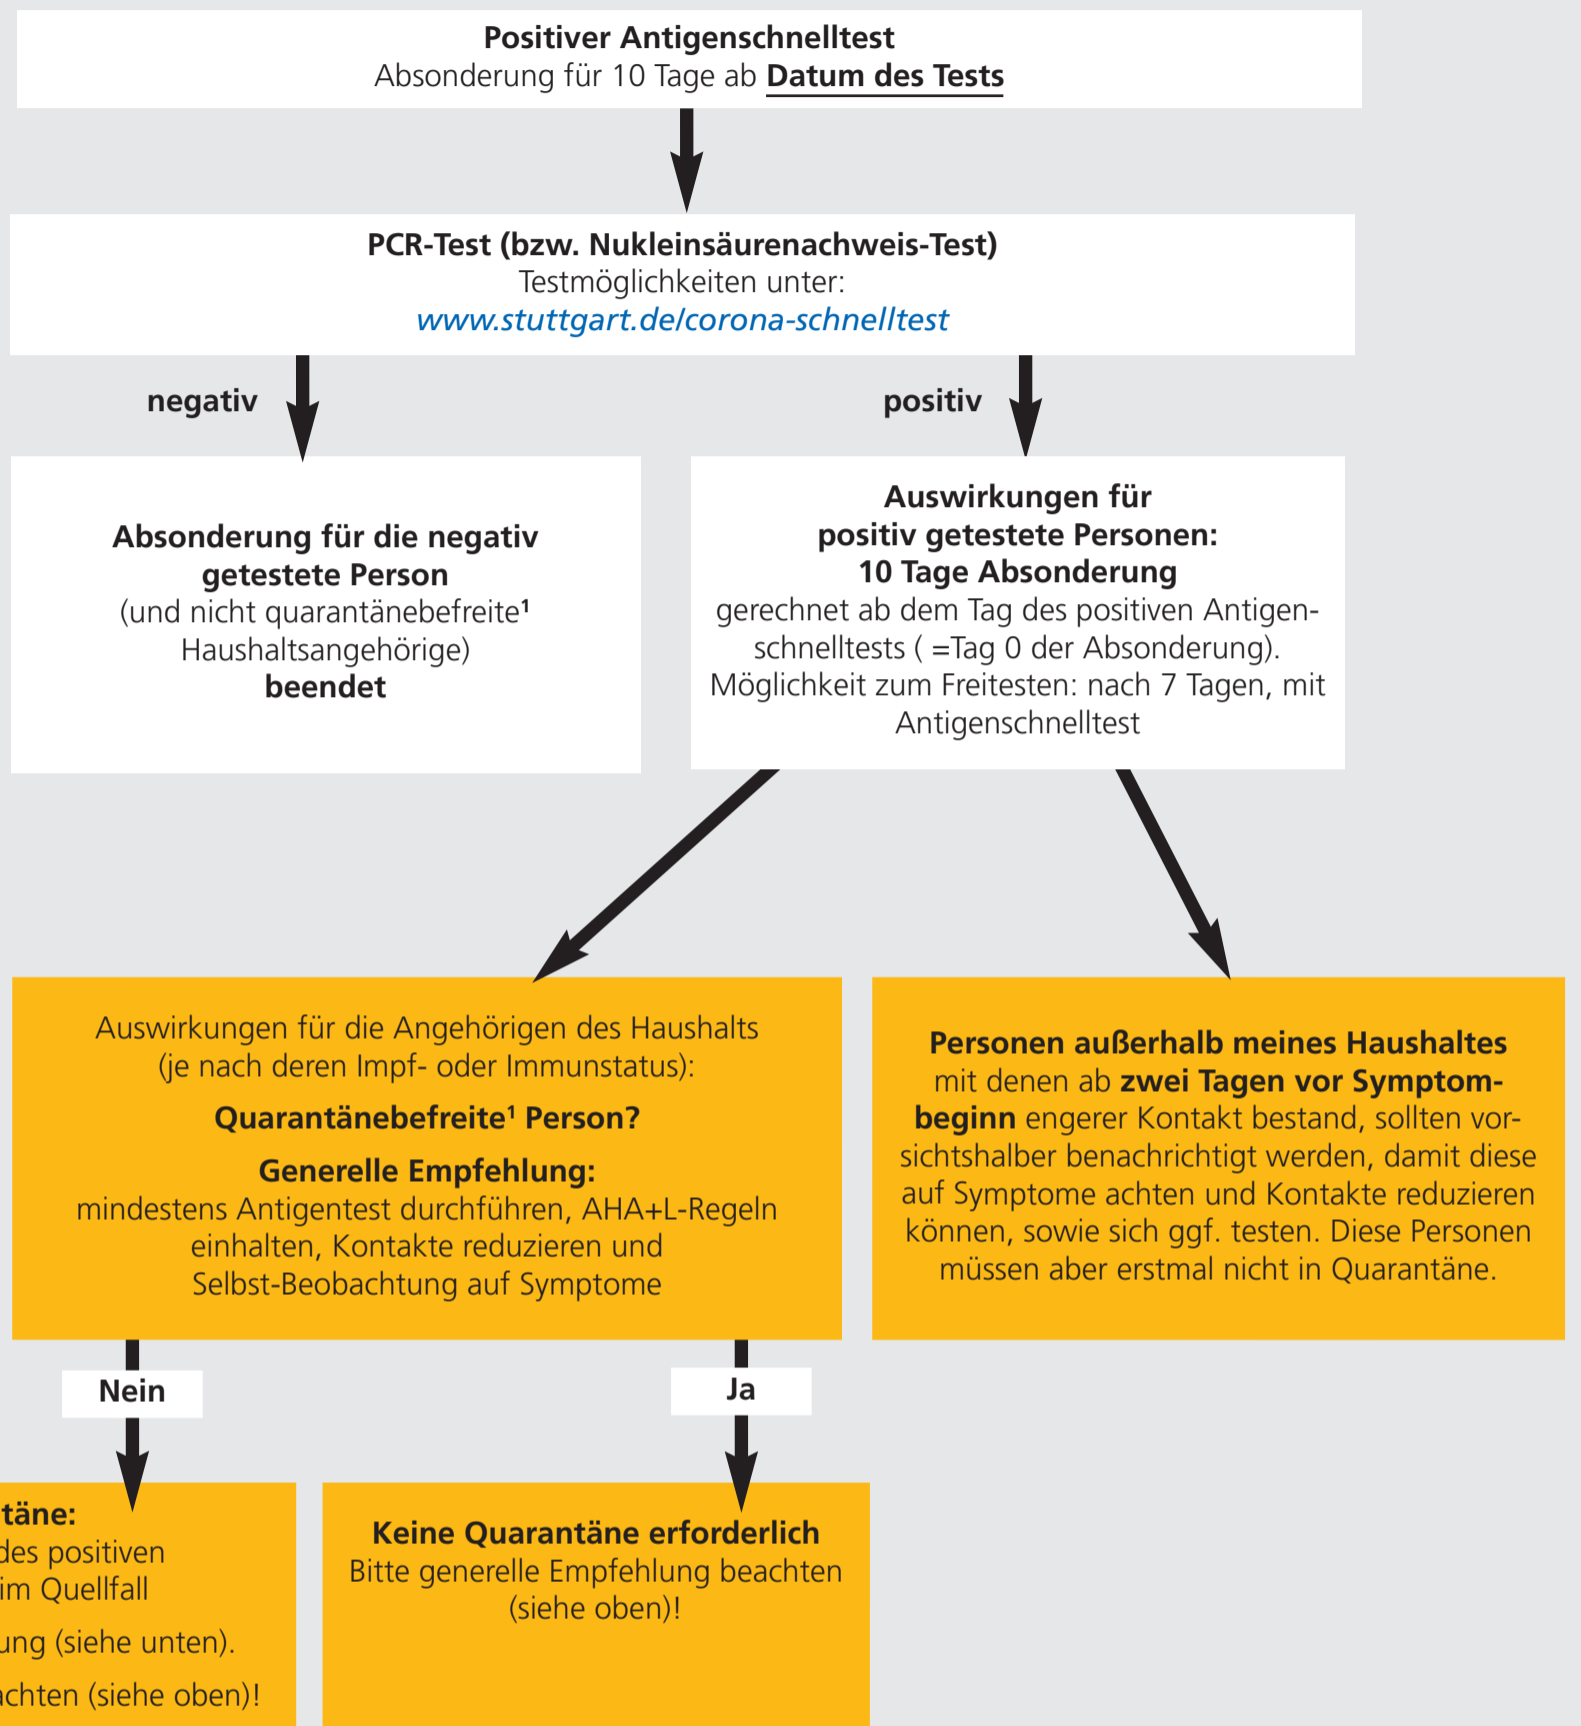 Positiver Antigenschnelltest
Absonderung für 10 Tage ab Datum des Tests
PCR-Test (bzw. Nukleinsäurenachweis-Test)
Testmöglichkeiten unter:
www.stuttgart.de/corona-schnelltest
negativ
positiv
Absonderung für die negativ
getestete Person
(und nicht quarantänebefreite¹
Haushaltsangehörige)
beendet
Auswirkungen für
positiv getestete Personen:
10 Tage Absonderung
gerechnet ab dem Tag des positiven Antigen-
schnelltests ( =Tag 0 der Absonderung).
Möglichkeit zum Freitesten: nach 7 Tagen, mit
Antigenschnelltest
Auswirkungen für die Angehörigen des Haushalts
(je nach deren Impf- oder Immunstatus):
Quarantänebefreite¹ Person?
Generelle Empfehlung:
mindestens Antigentest durchführen, AHA+L-Regeln
einhalten, Kontakte reduzieren und
Selbst-Beobachtung auf Symptome
Personen außerhalb meines Haushaltes
mit denen ab zwei Tagen vor Symptom-
beginn engerer Kontakt bestand, sollten vor-
sichtshalber benachrichtigt werden, damit diese
auf Symptome achten und Kontakte reduzieren
können, sowie sich ggf. testen. Diese Personen
müssen aber erstmal nicht in Quarantäne.
Nein
Ja
täne:
des positiven
im Quellfall
ung (siehe unten).
achten (siehe oben)!
Keine Quarantäne erforderlich
Bitte generelle Empfehlung beachten
(siehe oben)!